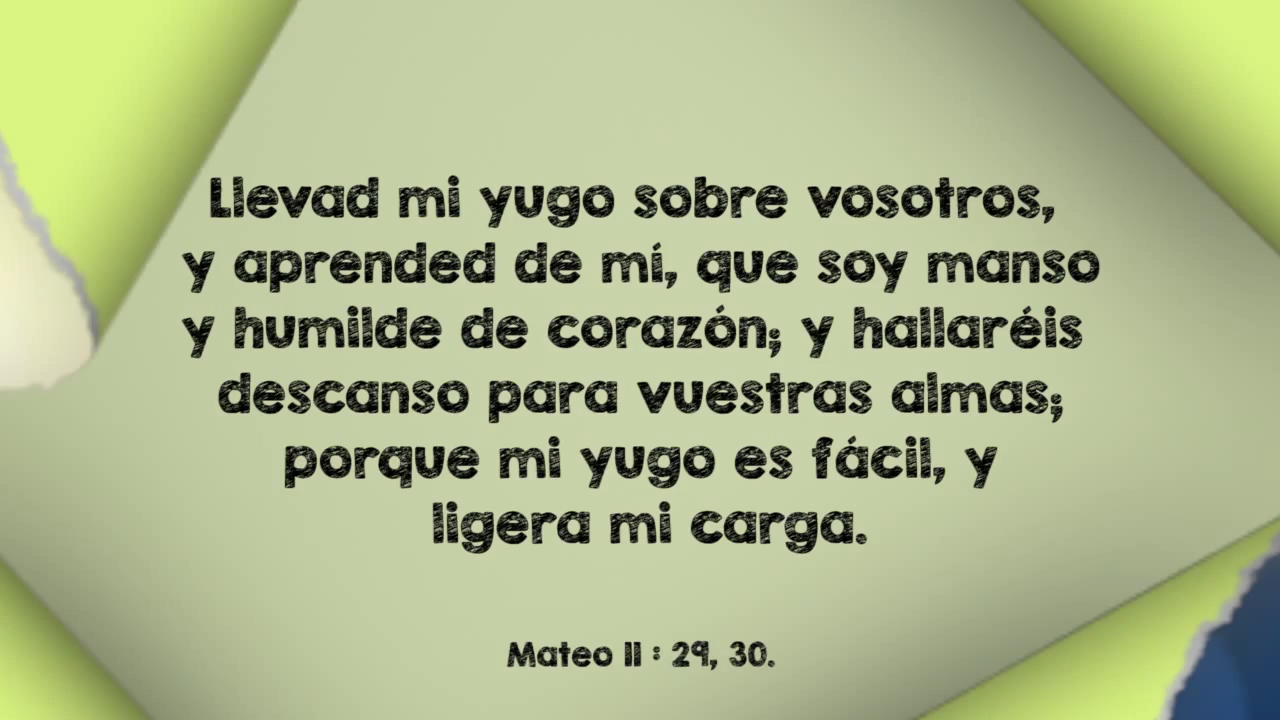 Llevad mi yugo sobre vosotros,
y aprended de mí, que soy manso
y humilde de corazón; y hallaréis
descanso para vuestras almas;
porque mi yugo es fácil, y
ligera mi carga.
Mateo 11 : 29, 30.